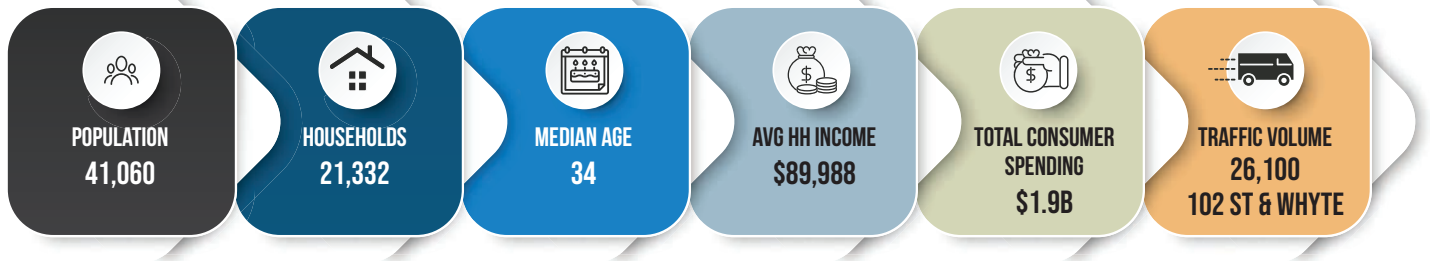 POPULATION
41,060
HOUSEHOLDS
21,332
MEDIAN AGE
34
AVG HH INCOME
$89,988
TOTAL CONSUMER
SPENDING
$1.9B
TRAFFIC VOLUME
26,100
102 ST & WHYTE